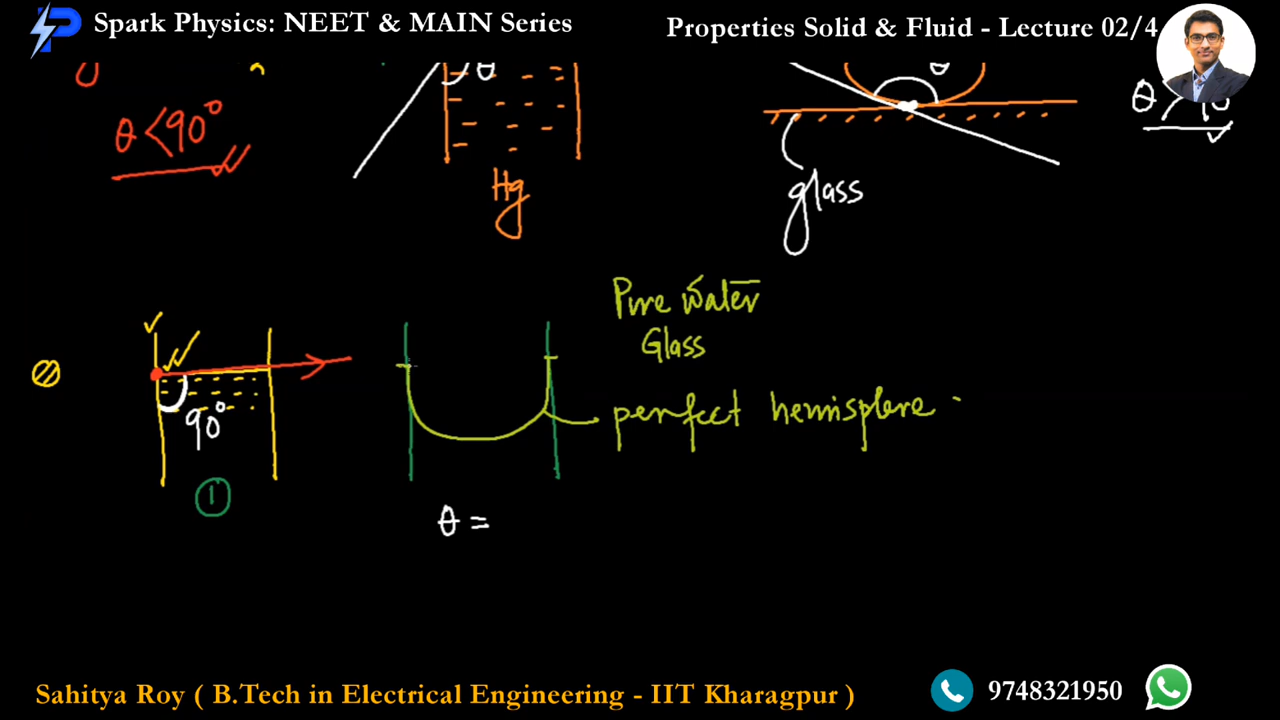 Spark Physics: NEET & MAIN Series
Properties Solid & Fluid - Lecture 02/4
θ
θ
θ<90°
Hg
glass
Pure water
Glass
90°
perfect hemisphere
1
θ =
Sahitya Roy ( B.Tech in Electrical Engineering - IIT Kharagpur )
9748321950